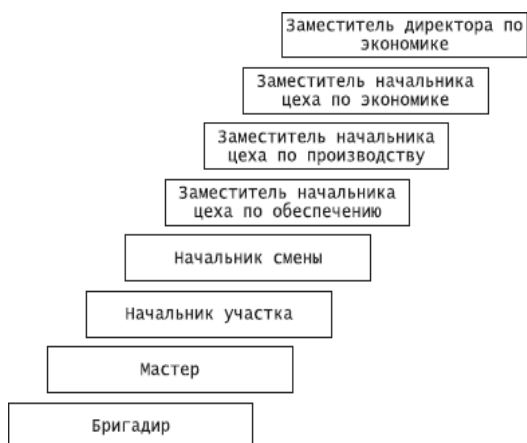 Заместитель директора по
экономике
Заместитель начальника
цеха по экономике
Заместитель начальника
цеха по производству
Заместитель начальника
цеха по обеспечению
Начальник смены
Начальник участка
Мастер
Бригадир